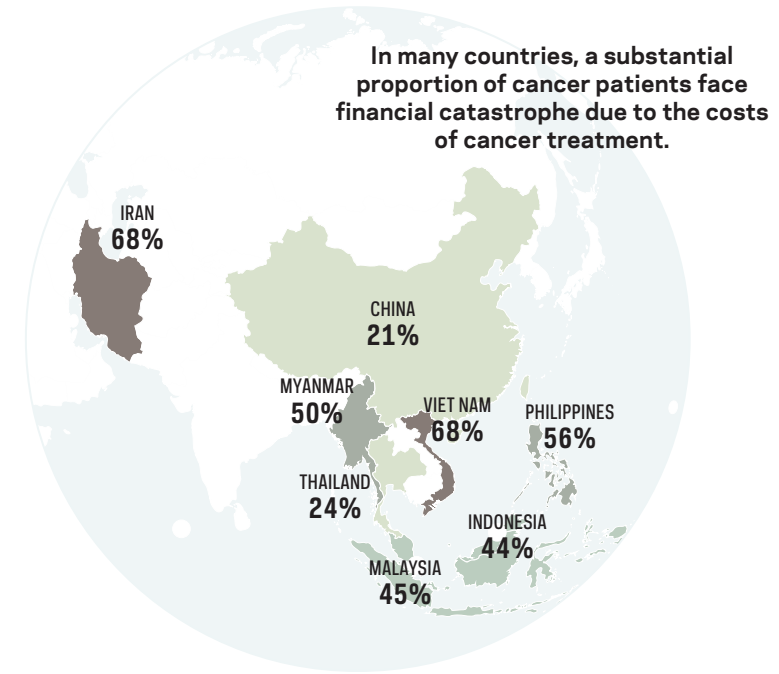 In many countries, a substantial
proportion of cancer patients face
financial catastrophe due to the costs
of cancer treatment.
IRAN
68%
CHINA
21%
MYANMAR
50%
VIET NAM
68%
PHILIPPINES
56%
THAILAND
24%
INDONESIA
44%
MALAYSIA
45%